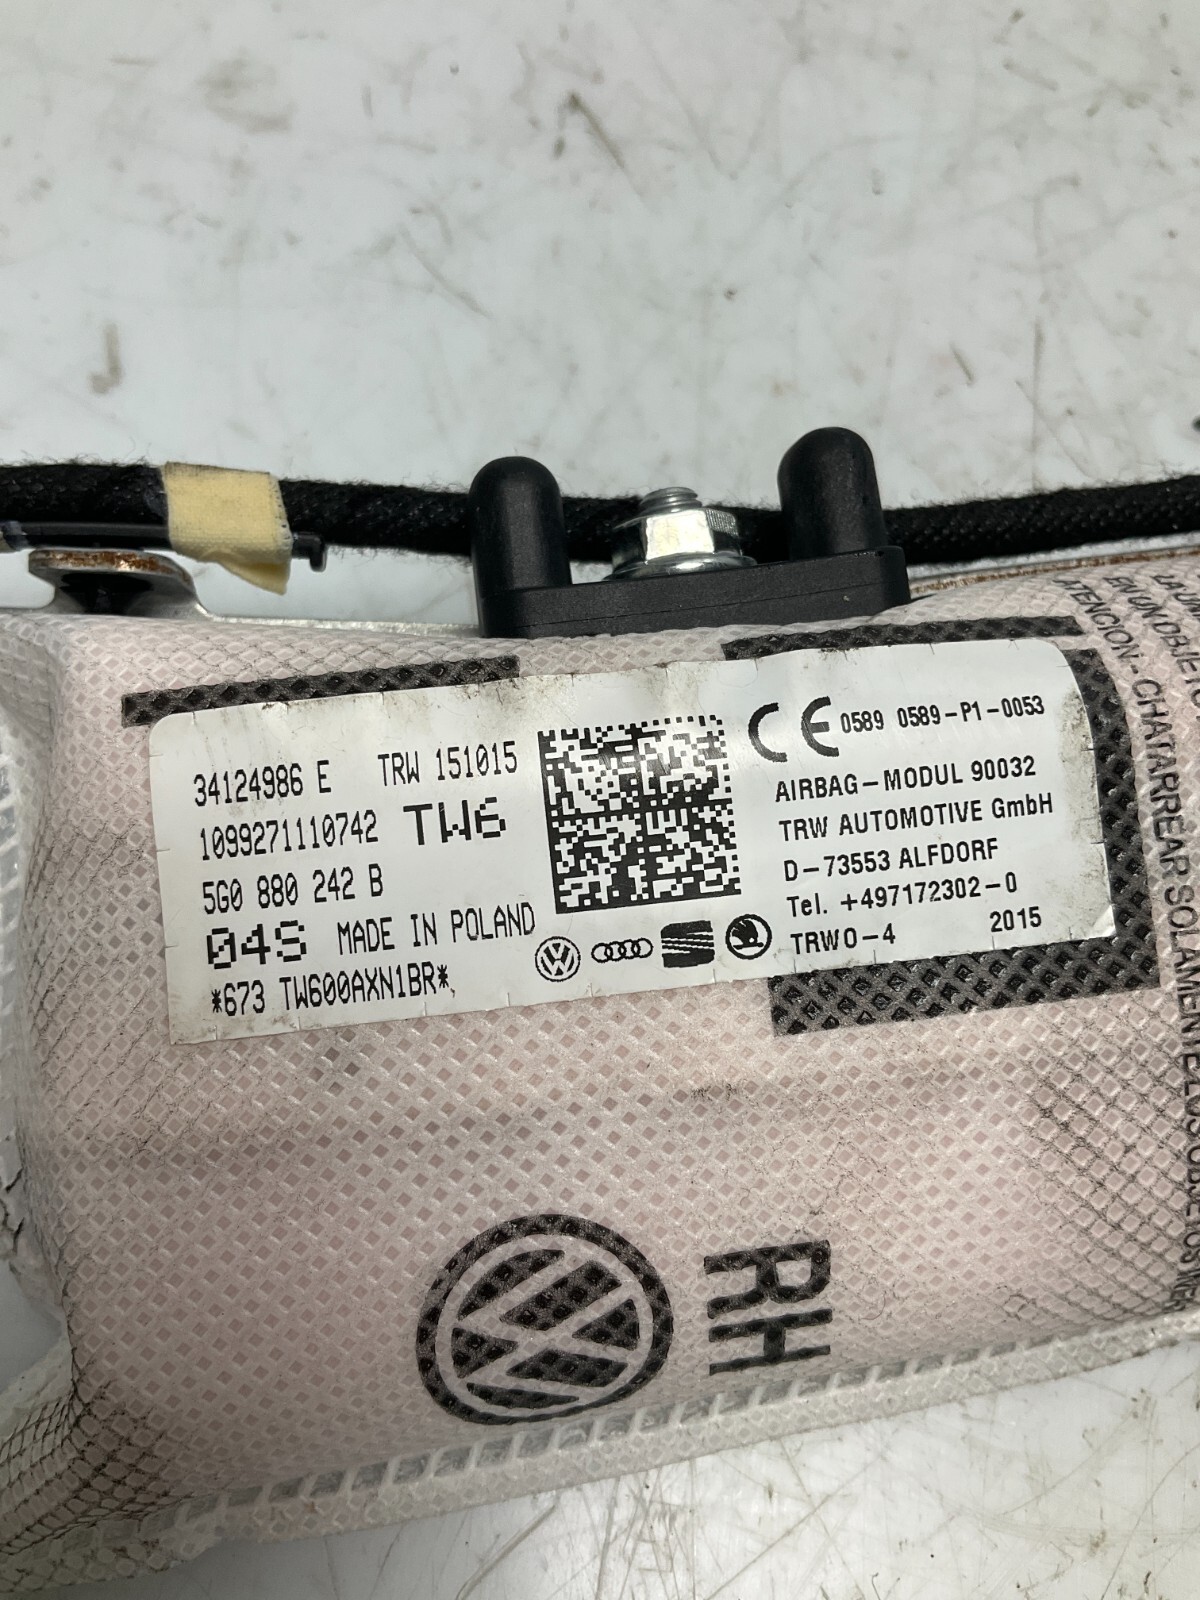 34124986 E TRW 151015
1099271110742 TW6
5G0 880 242 B
04S MADE IN POLAND
*673 TW600AXN1BR*
CE 0589 0589-P1-0053
AIRBAG-MODUL 90032
TRW AUTOMOTIVE GmbH
D-73553 ALFDORF
Tel. +497172302-0
TRWO-4 2015
RH
ATENCION-CHATARREAR SOLAMENTE